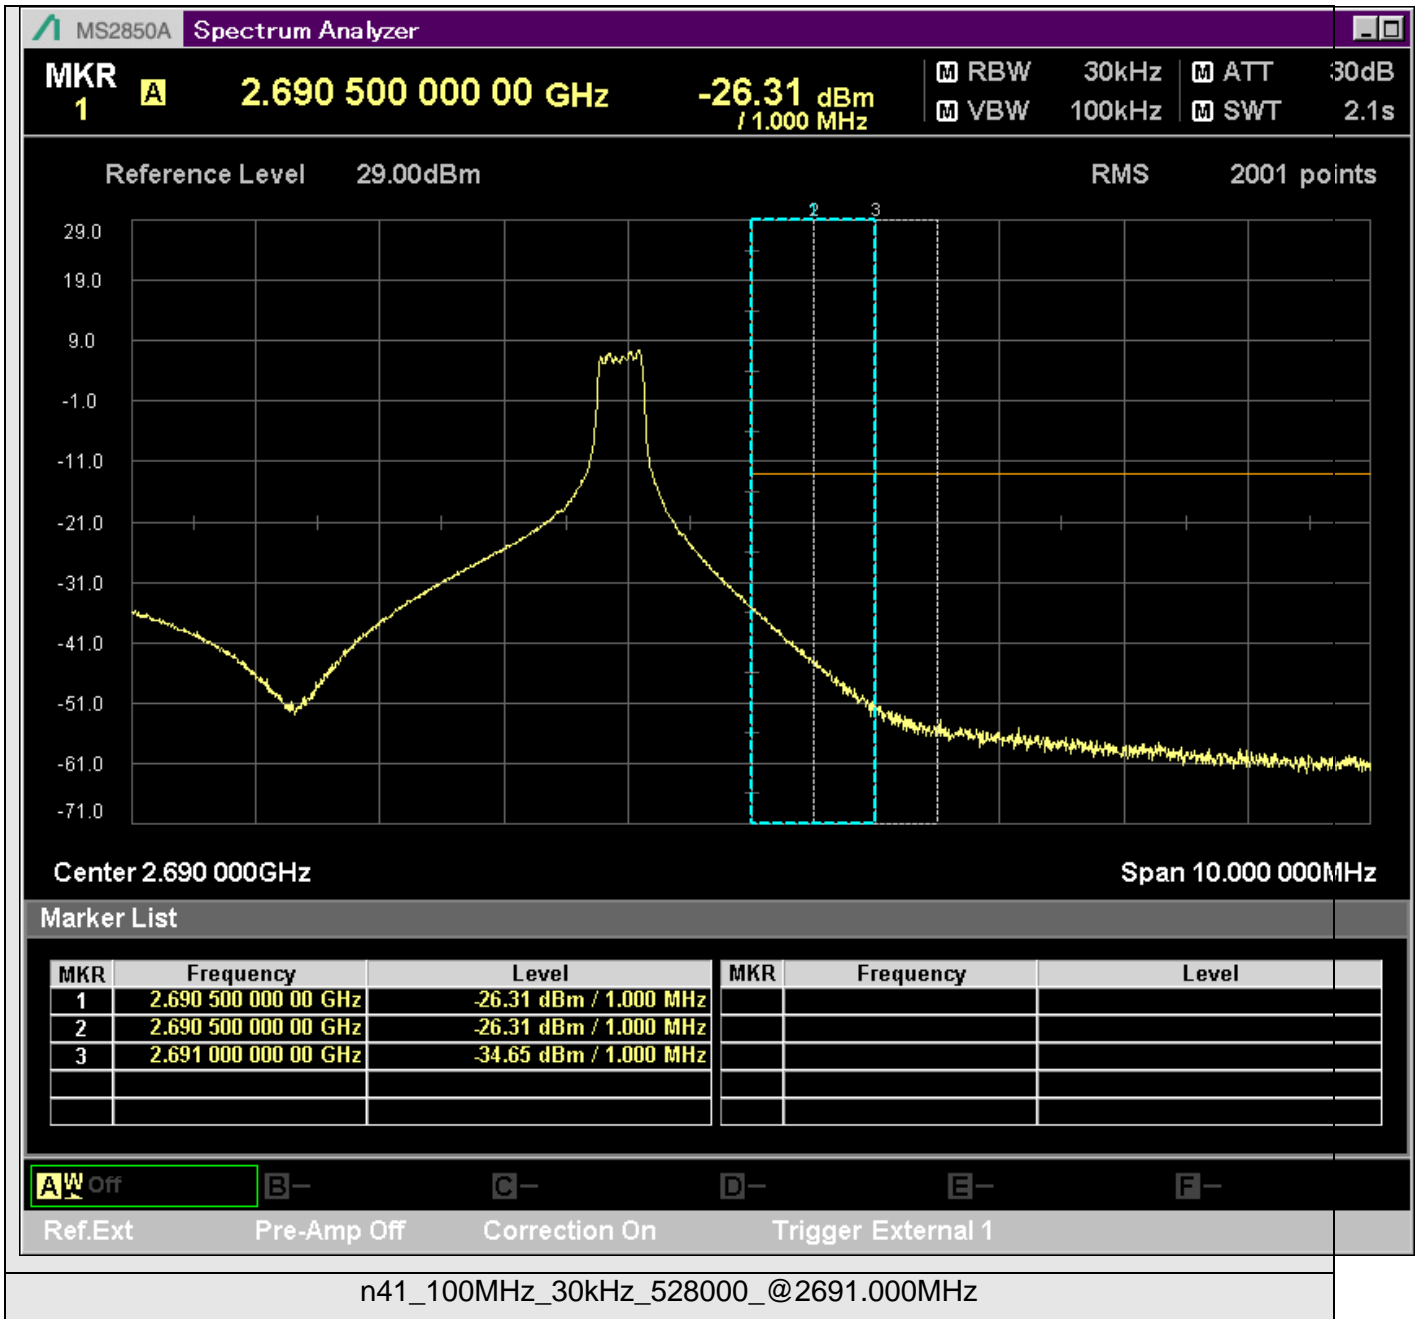 MS2850A Spectrum Analyzer
MKR 1 A 2.690 500 000 00 GHz -26.31 dBm / 1.000 MHz
M RBW 30kHz M ATT 30dB
M VBW 100kHz M SWT 2.1s
Reference Level 29.00dBm RMS 2001 points
1 2 3
29.0
19.0
9.0
-1.0
-11.0
-21.0
-31.0
-41.0
-51.0
-61.0
-71.0
Center 2.690 000GHz Span 10.000 000MHz
Marker List
MKR Frequency Level MKR Frequency Level
1 2.690 500 000 00 GHz -26.31 dBm / 1.000 MHz
2 2.690 500 000 00 GHz -26.31 dBm / 1.000 MHz
3 2.691 000 000 00 GHz -34.65 dBm / 1.000 MHz
A W Off B – C – D – E – F –
Ref.Ext Pre-Amp Off Correction On Trigger External 1
n41_100MHz_30kHz_528000_@2691.000MHz